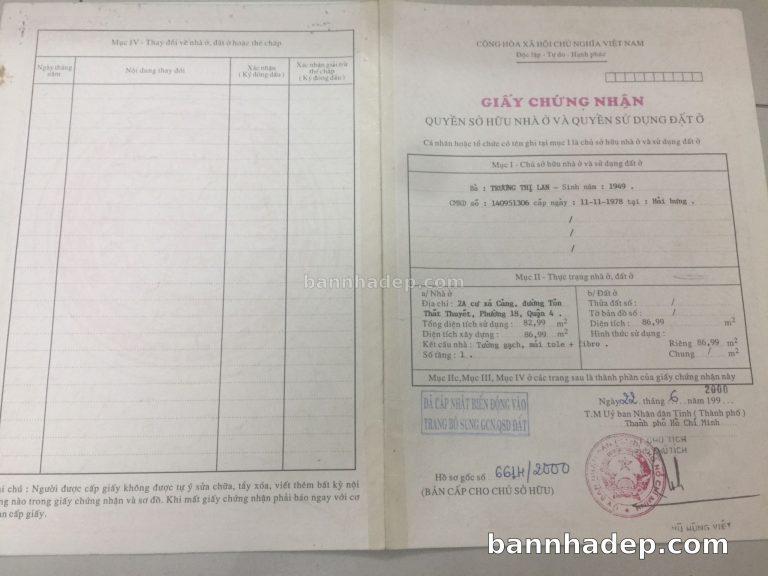 Mục IV - Thay đổi về nhà ở, đất ở hoặc thế chấp
Ngày tháng năm
Nội dung thay đổi
Xác nhận (Ký đóng dấu)
Xác nhận giải trừ thế chấp (Ký đóng dấu)
chú : Người được cấp giấy không được tự ý sửa chữa, tẩy xóa, viết thêm bất kỳ nội
nào trong giấy chứng nhận và sơ đồ. Khi mất giấy chứng nhận phải báo ngay với cơ
cấp giấy.
CỘNG HÒA XÃ HỘI CHỦ NGHĨA VIỆT NAM
Độc lập - Tự do - Hạnh phúc
GIẤY CHỨNG NHẬN
QUYỀN SỞ HỮU NHÀ Ở VÀ QUYỀN SỬ DỤNG ĐẤT Ở
Cá nhân hoặc tổ chức có tên ghi tại mục I là chủ sở hữu nhà ở và sử dụng đất ở
Mục I - Chủ sở hữu nhà ở và sử dụng đất ở
Bà : TRƯƠNG THỊ LAN - Sinh năm : 1949 .
CMND số : 140951306 cấp ngày : 11-11-1978 tại : Hải hưng .
/
/
/
Mục II - Thực trạng nhà ở, đất ở
a/ Nhà ở
Địa chỉ : 2A cư xá Cảng, đường Tôn
Thất Thuyết, Phường 18, Quận 4 .
Tổng diện tích sử dụng : 82,99 m2
Diện tích xây dựng : 86,99 m2
Kết cấu nhà : Tường gạch, mái tole + fibro .
Số tầng : 1 .
b/ Đất ở
Thửa đất số : /
Tờ bản đồ số : /
Diện tích : 86,99 m2
Hình thức sử dụng :
Riêng 86,99 m2
Chung / m2
Mục IIc, Mục III, Mục IV ở các trang sau là thành phần của giấy chứng nhận này
2000
Ngày 22 tháng 6 năm 199...
T.M Uỷ ban Nhân dân Tỉnh ( Thành phố )
Thành phố Hồ Chí Minh
CHỦ TỊCH
ĐÃ CẬP NHẬT BIẾN ĐỘNG VÀO
TRANG BỔ SUNG GCN.QSD ĐẤT
Hồ sơ gốc số 6614/2000
(BẢN CẤP CHO CHỦ SỞ HỮU)
VŨ HÙNG VIỆT
bannhadep.com
bannhadep.com